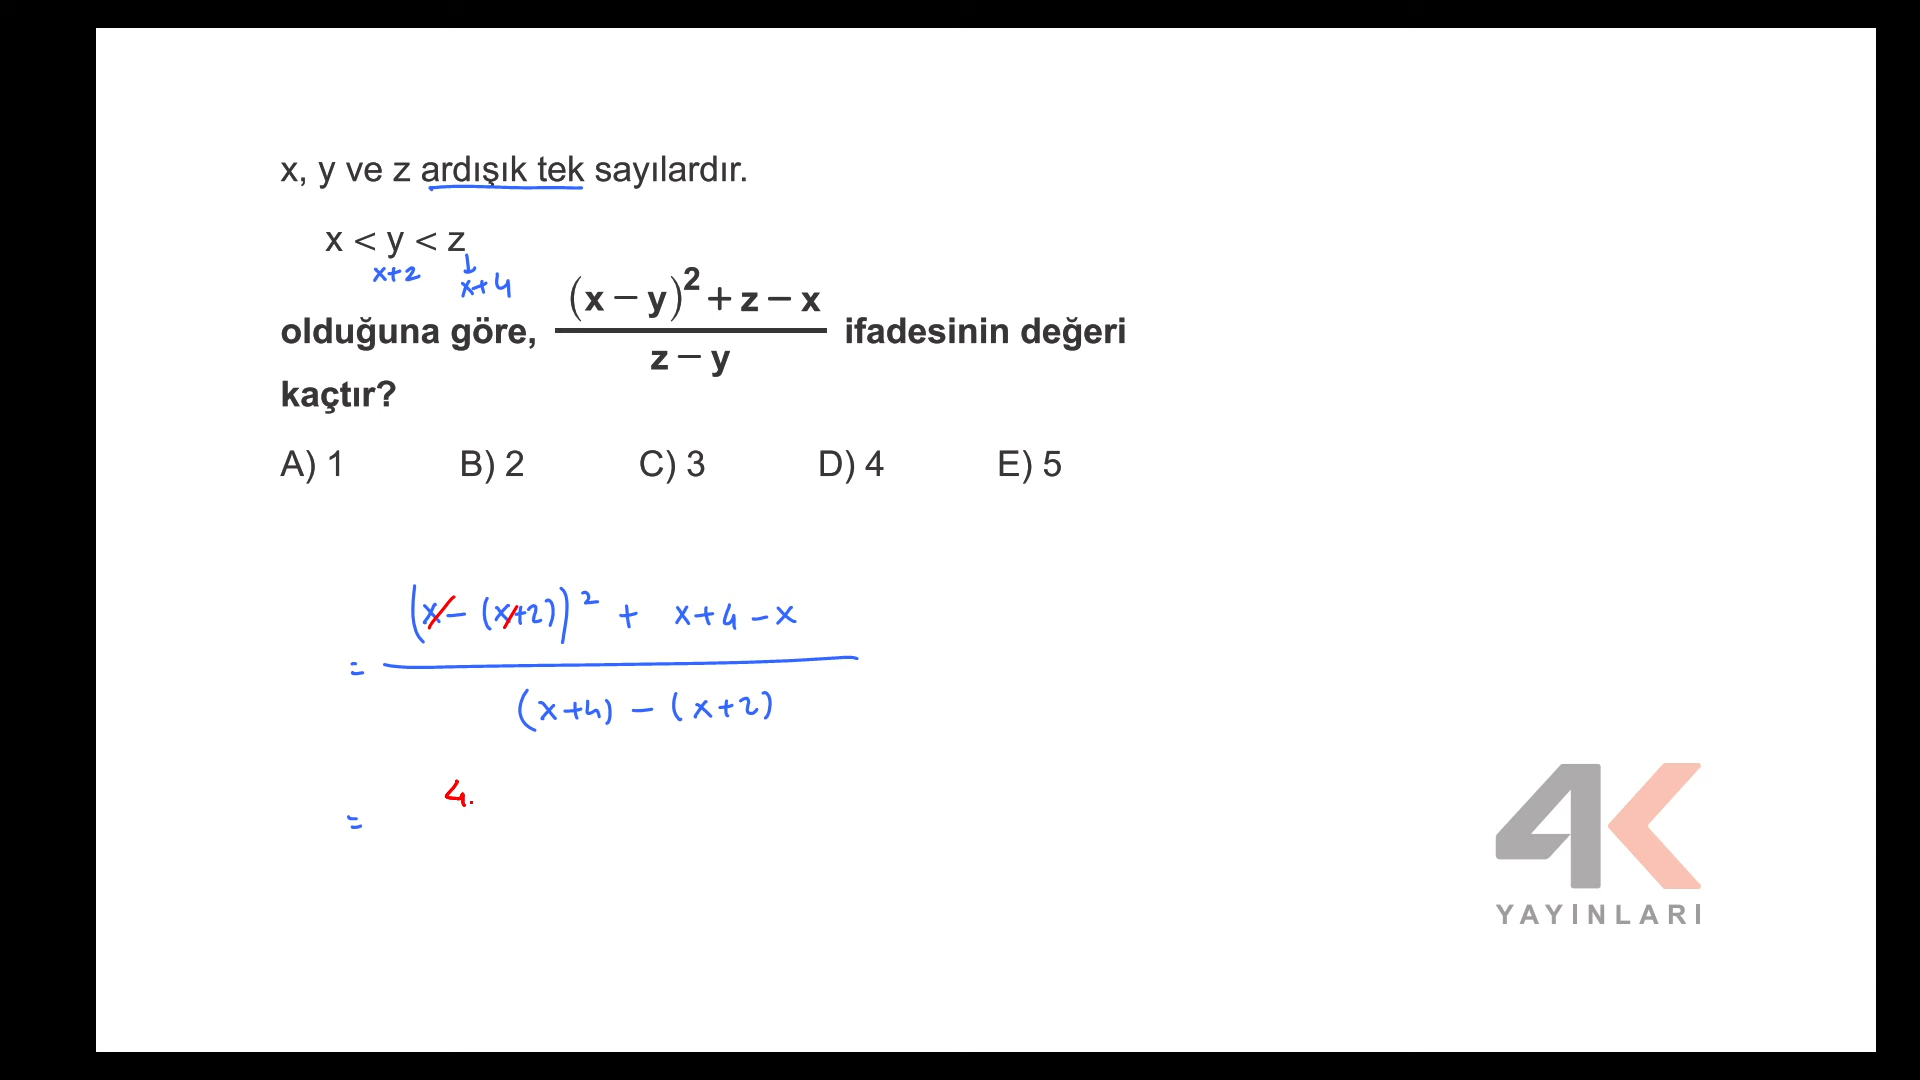 x, y ve z ardışık tek sayılardır.
x < y < z
x+2 x+4
olduğuna göre, (x − y)² + z − x / z − y ifadesinin değeri
kaçtır?
A) 1 B) 2 C) 3 D) 4 E) 5
= (x − (x+2))² + x+4 − x
(x+4) − (x+2)
= 4.
4K
YAYINLARI